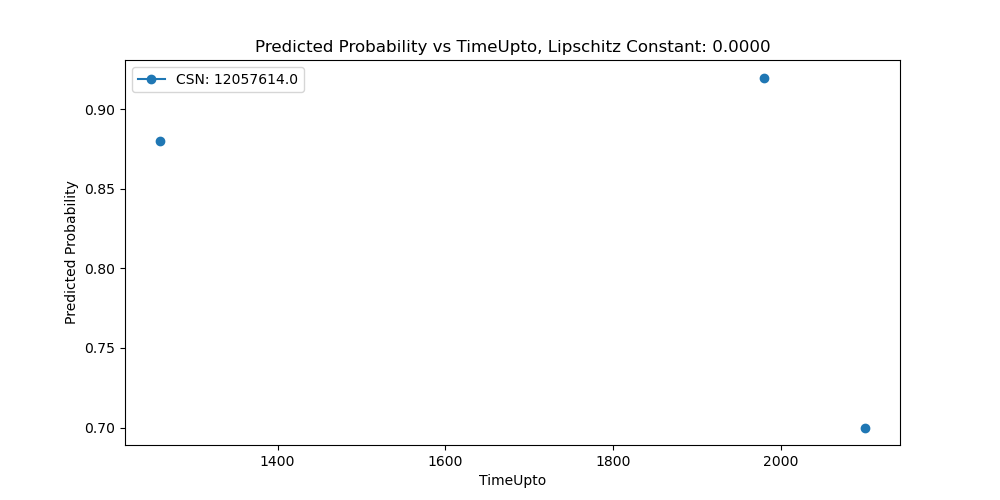 Predicted Probability vs TimeUpto, Lipschitz Constant: 0.0000
CSN: 12057614.0
0.90
0.85
0.80
0.75
0.70
Predicted Probability
1400 1600 1800 2000
TimeUpto